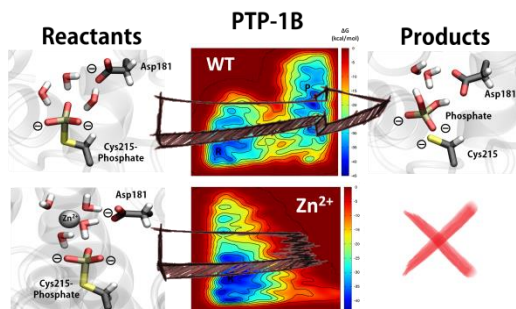 PTP-1B
Reactants
Products
ΔG
(kcal/mol)
Asp181
WT
P
R
Asp181
Phosphate
Cys215-
Phosphate
Cys215
Asp181
Zn²⁺
Zn²⁺
Cys215-
Phosphate